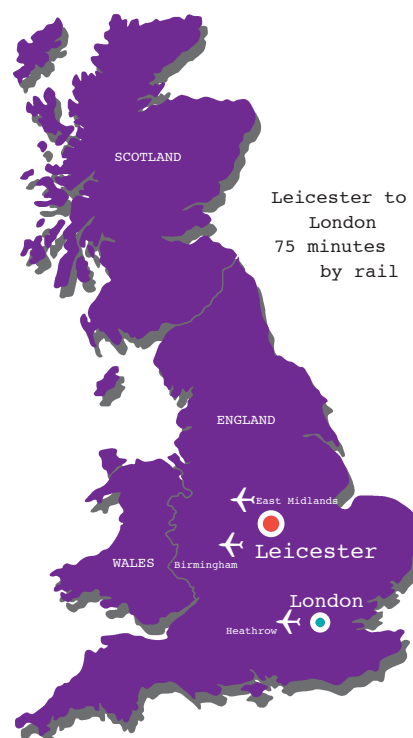 SCOTLAND
Leicester to
London
75 minutes
by rail
ENGLAND
East Midlands
Leicester
WALES
Birmingham
London
Heathrow